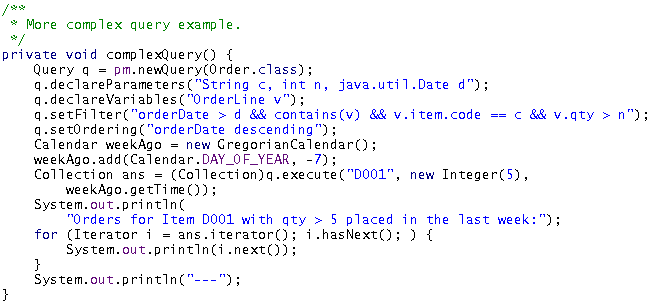 /**
 * More complex query example.
 */
private void complexQuery() {
    Query q = pm.newQuery(Order.class);
    q.declareParameters("String c, int n, java.util.Date d");
    q.declareVariables("OrderLine v");
    q.setFilter("orderDate > d && contains(v) && v.item.code == c && v.qty > n");
    q.setOrdering("orderDate descending");
    Calendar weekAgo = new GregorianCalendar();
    weekAgo.add(Calendar.DAY_OF_YEAR, -7);
    Collection ans = (Collection)q.execute("D001", new Integer(5),
        weekAgo.getTime());
    System.out.println(
        "Orders for Item D001 with qty > 5 placed in the last week:");
    for (Iterator i = ans.iterator(); i.hasNext(); ) {
        System.out.println(i.next());
    }
    System.out.println("---");
}